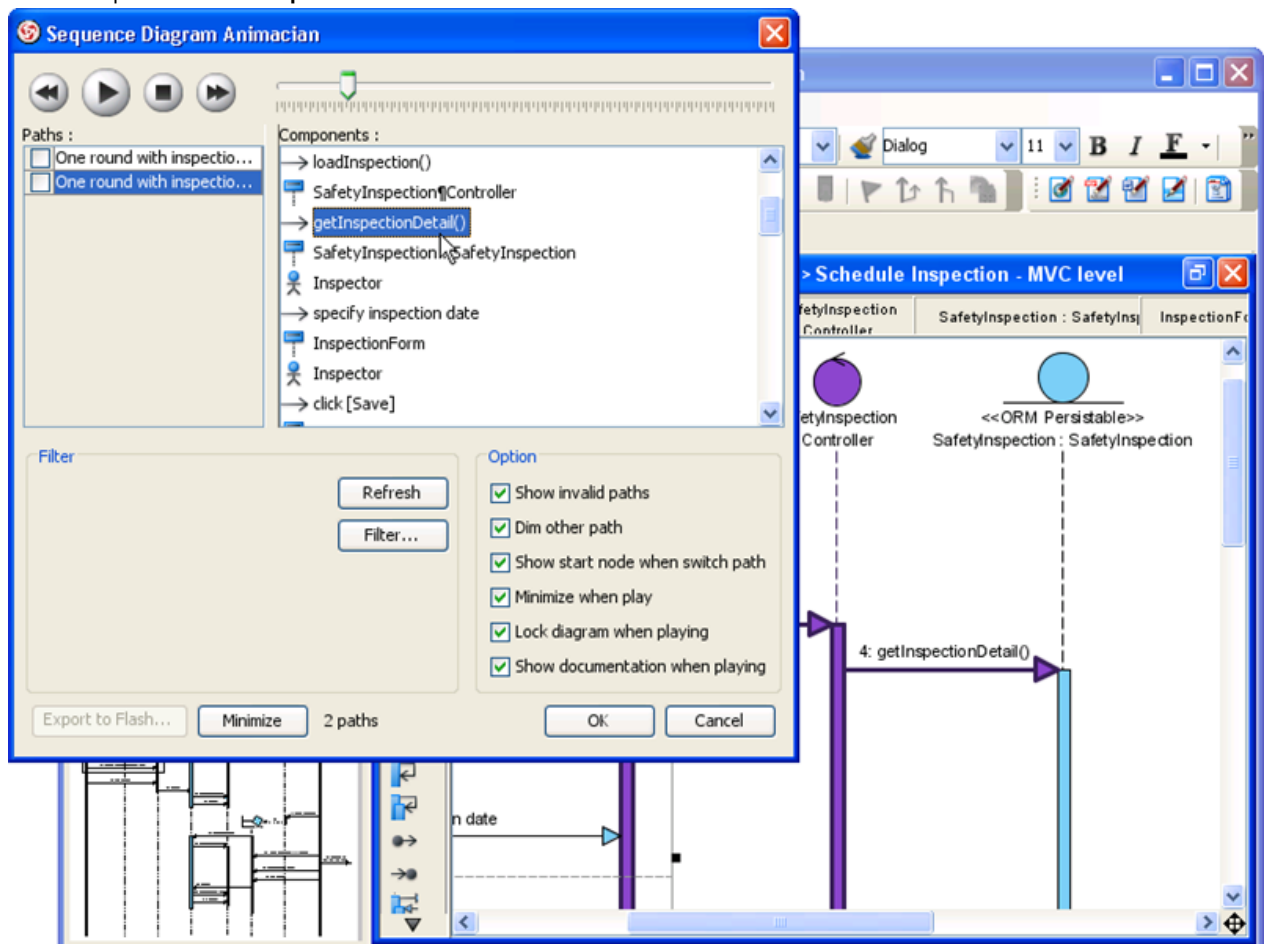 Sequence Diagram Animacian
Paths :
One round with inspectio...
One round with inspectio...
Components :
loadInspection()
SafetyInspection¶Controller
getInspectionDetail()
SafetyInspection SafetyInspection
Inspector
specify inspection date
InspectionForm
Inspector
click [Save]
Filter
Refresh
Filter...
Option
Show invalid paths
Dim other path
Show start node when switch path
Minimize when play
Lock diagram when playing
Show documentation when playing
Export to Flash...
Minimize
2 paths
OK
Cancel
Dialog
11
B
I
F
> Schedule Inspection - MVC level
fetyInspection
Controller
SafetyInspection : SafetyInsp
InspectionFo
etyInspection
Controller
<<ORM Persistable>>
SafetyInspection : SafetyInspection
4: getInspectionDetail()
n date